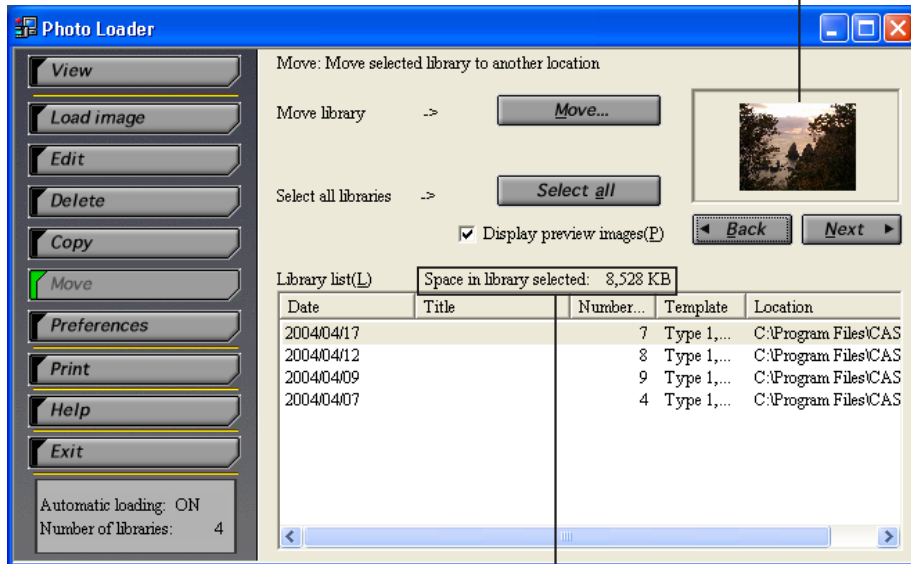 Photo Loader
View
Load image
Edit
Delete
Copy
Move
Preferences
Print
Help
Exit
Automatic loading: ON
Number of libraries: 4
Move: Move selected library to another location
Move library -> Move...
Select all libraries -> Select all
Display preview images(P)
Back Next
Library list(L) Space in library selected: 8,528 KB
Date Title Number... Template Location
2004/04/17 7 Type 1,... C:\Program Files\CAS
2004/04/12 8 Type 1,... C:\Program Files\CAS
2004/04/09 9 Type 1,... C:\Program Files\CAS
2004/04/07 4 Type 1,... C:\Program Files\CAS